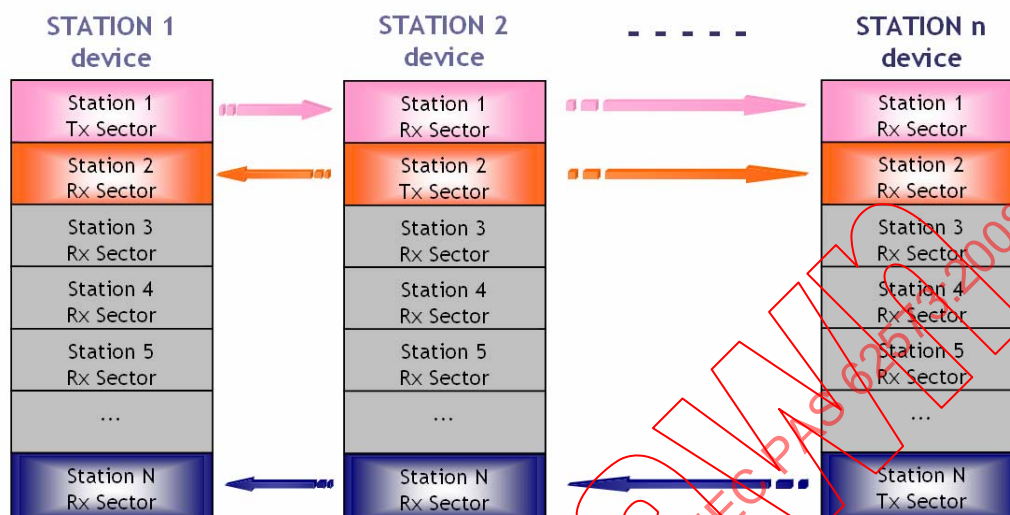 STATION 1
device
STATION 2
device
- - - - -
STATION n
device
Station 1
Tx Sector
Station 2
Rx Sector
Station 3
Rx Sector
Station 4
Rx Sector
Station 5
Rx Sector
...
Station N
Rx Sector
Station 1
Rx Sector
Station 2
Tx Sector
Station 3
Rx Sector
Station 4
Rx Sector
Station 5
Rx Sector
...
Station N
Rx Sector
Station 1
Rx Sector
Station 2
Rx Sector
Station 3
Rx Sector
Station 4
Rx Sector
Station 5
Rx Sector
...
Station N
Tx Sector
PAS 62573:2008